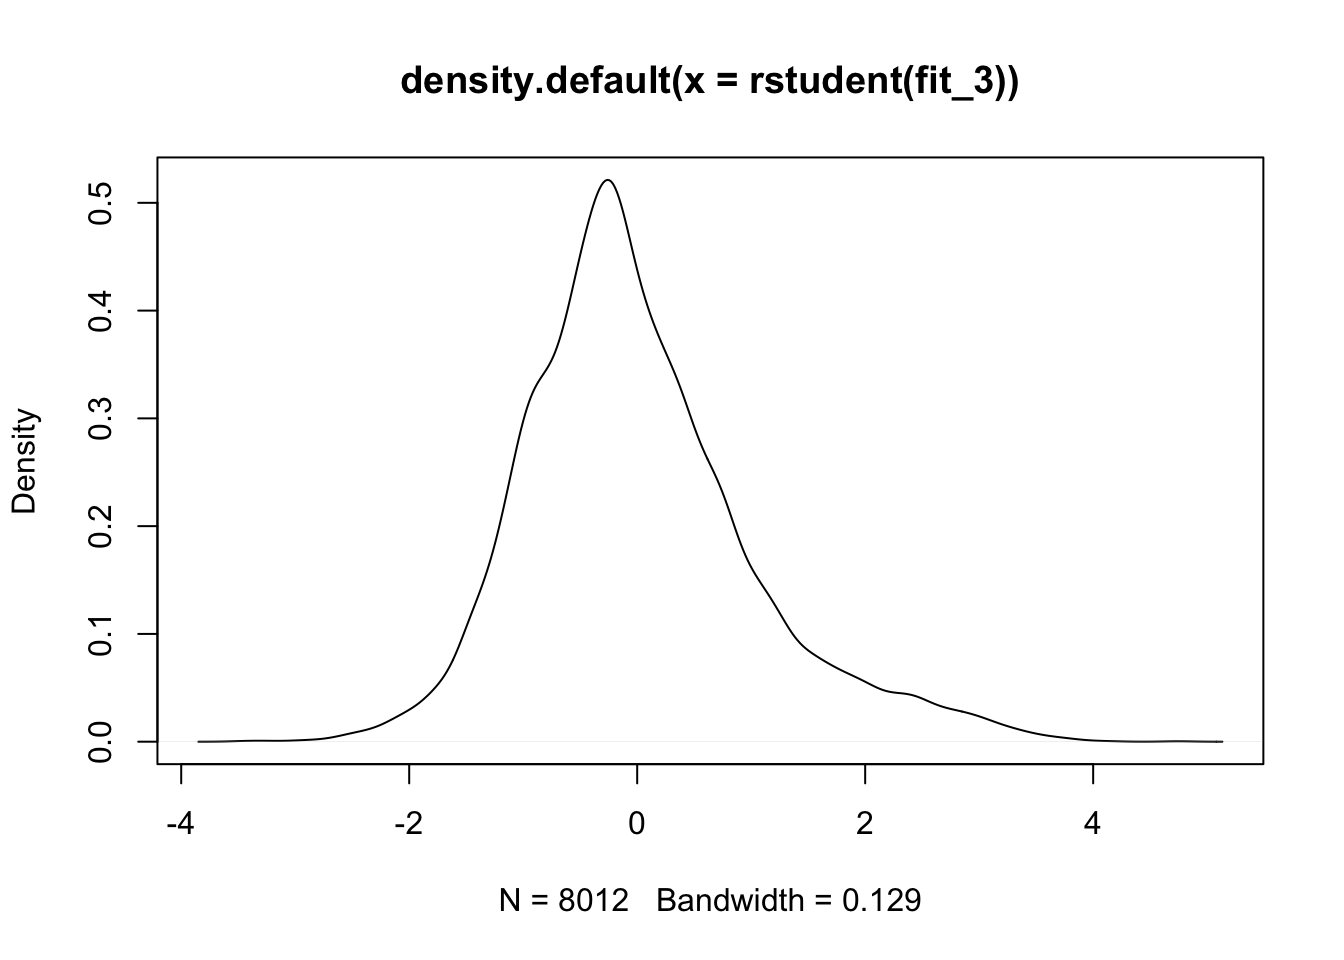 density.default(x = rstudent(fit_3))
Density
0.5
0.4
0.3
0.2
0.1
0.0
-4 -2 0 2 4
N = 8012 Bandwidth = 0.129